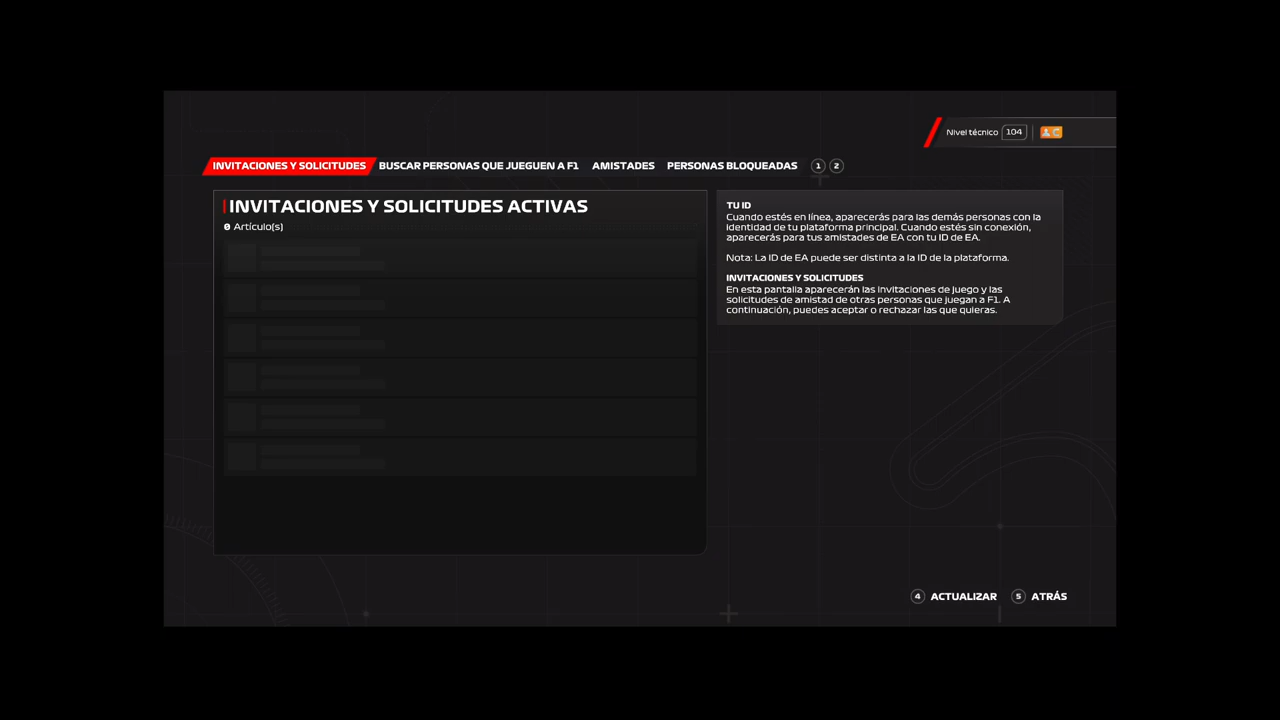 Nivel técnico 104
INVITACIONES Y SOLICITUDES BUSCAR PERSONAS QUE JUEGUEN A F1 AMISTADES PERSONAS BLOQUEADAS 1 2
INVITACIONES Y SOLICITUDES ACTIVAS
0 Artículo(s)
TU ID
Cuando estés en línea, aparecerás para las demás personas con la
identidad de tu plataforma principal. Cuando estés sin conexión,
aparecerás para tus amistades de EA con tu ID de EA.
Nota: La ID de EA puede ser distinta a la ID de la plataforma.
INVITACIONES Y SOLICITUDES
En esta pantalla aparecerán las invitaciones de juego y las
solicitudes de amistad de otras personas que juegan a F1. A
continuación, puedes aceptar o rechazar las que quieras.
4 ACTUALIZAR 5 ATRÁS